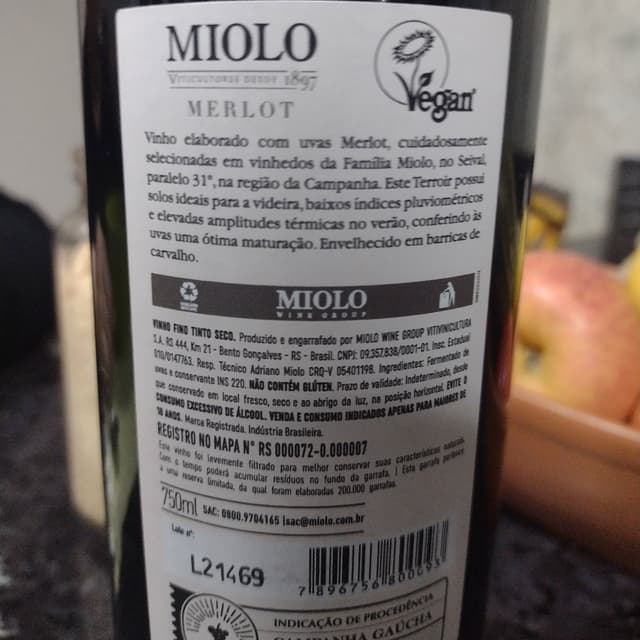 MIOLO
VITICULTORES DESDE 1897
MERLOT
Vegan
Vinho elaborado com uvas Merlot, cuidadosamente
selecionadas em vinhedos da Família Miolo, no Seival,
paralelo 31°, na região da Campanha. Este Terroir possui
solos ideais para a videira, baixos índices pluviométricos
e elevadas amplitudes térmicas no verão, conferindo às
uvas uma ótima maturação. Envelhecido em barricas de
carvalho.
MIOLO
WINE GROUP
VINHO FINO TINTO SECO. Produzido e engarrafado por MIOLO WINE GROUP VITIVINICULTURA
S.A. RS 444, Km 21 - Bento Gonçalves - RS - Brasil. CNPJ: 09.357.838/0001-01. Insc. Estadual
010/0147763. Resp. Técnico Adriano Miolo CRQ-V 05401198. Ingredientes: Fermentado de
uvas e conservante INS 220. NÃO CONTÉM GLÚTEN. Prazo de validade: Indeterminado, desde
que conservado em local fresco, seco e ao abrigo da luz, na posição horizontal. EVITE O
CONSUMO EXCESSIVO DE ÁLCOOL. VENDA E CONSUMO INDICADOS APENAS PARA MAIORES DE
18 ANOS. Marca Registrada. Indústria Brasileira.
REGISTRO NO MAPA N° RS 000072-0.000007
Este vinho foi levemente filtrado para melhor conservar suas características naturais.
Com o tempo poderá acumular resíduos no fundo da garrafa. Esta garrafa pertence
a uma reserva limitada, da qual foram elaboradas 200.000 garrafas.
750ml SAC: 0800.9704165 | sac@miolo.com.br
Lote n°:
L21469
7 896756 800593
INDICAÇÃO DE PROCEDÊNCIA
CAMPANHA GAÚCHA